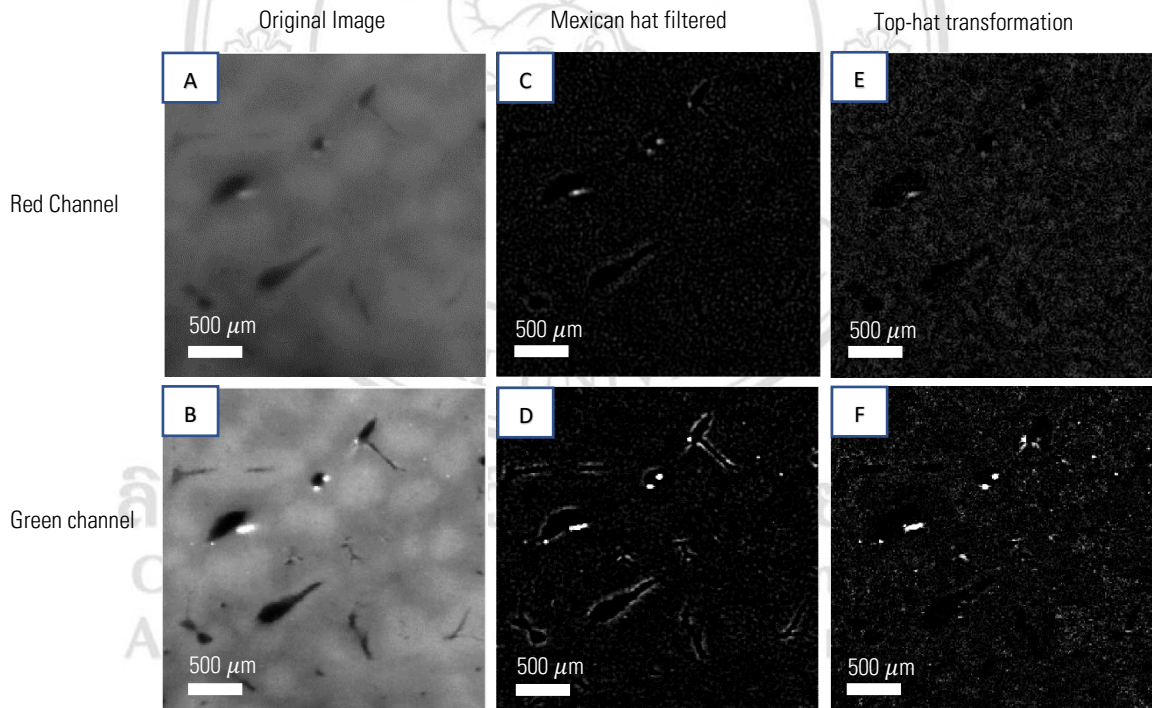 Original Image
Mexican hat filtered
Top-hat transformation
A
C
E
Red Channel
500 μm
500 μm
500 μm
B
D
F
Green channel
500 μm
500 μm
500 μm